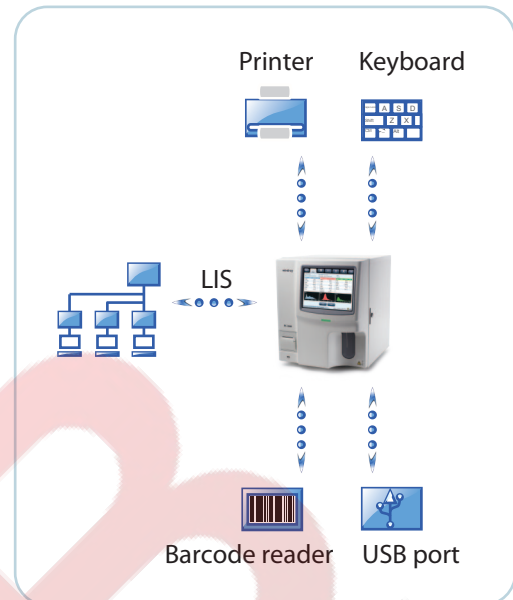 Printer
Keyboard
A S D
Z X
LIS
Barcode reader
USB port